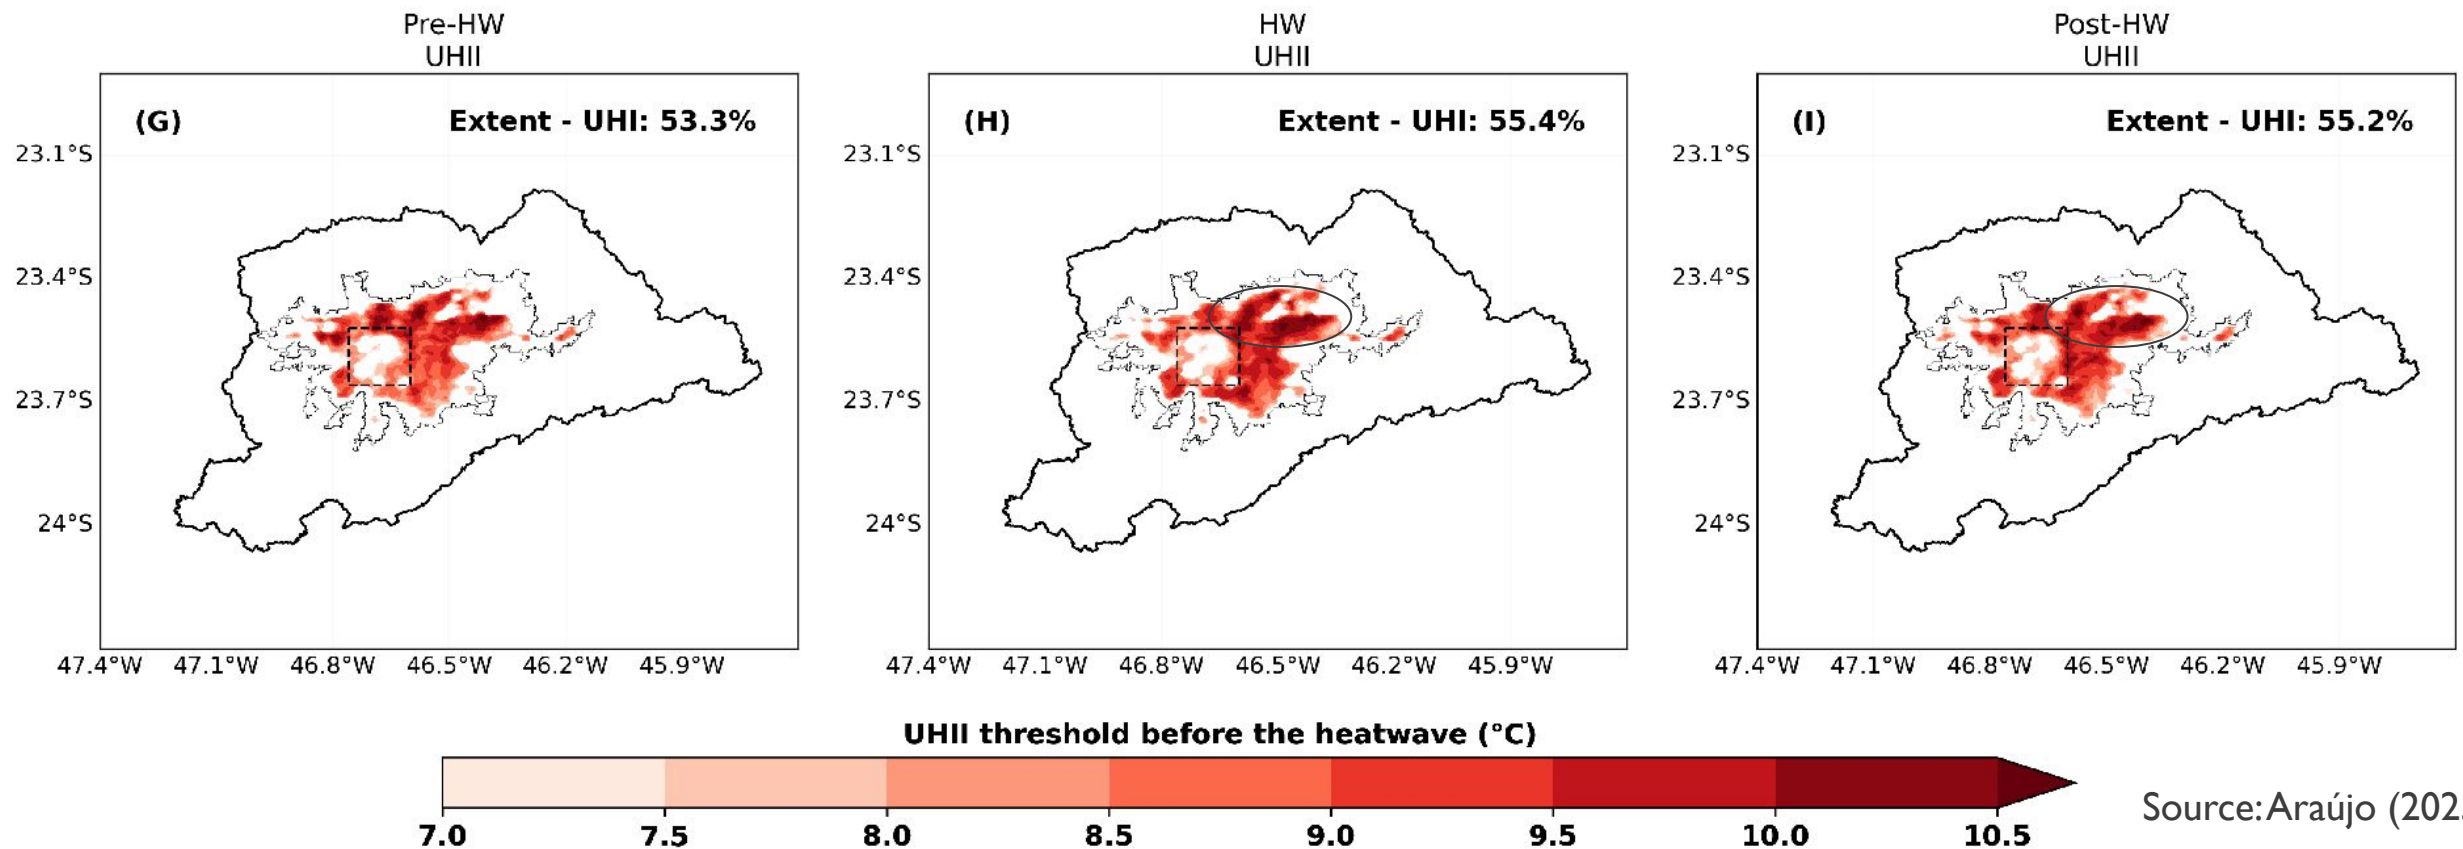 Pre-HW
UHII
HW
UHII
Post-HW
UHII
(G) Extent - UHI: 53.3%
(H) Extent - UHI: 55.4%
(I) Extent - UHI: 55.2%
23.1°S 23.1°S 23.1°S
23.4°S 23.4°S 23.4°S
23.7°S 23.7°S 23.7°S
24°S 24°S 24°S
47.4°W 47.1°W 46.8°W 46.5°W 46.2°W 45.9°W
47.4°W 47.1°W 46.8°W 46.5°W 46.2°W 45.9°W
47.4°W 47.1°W 46.8°W 46.5°W 46.2°W 45.9°W
UHII threshold before the heatwave (°C)
7.0 7.5 8.0 8.5 9.0 9.5 10.0 10.5
Source: Araújo (202